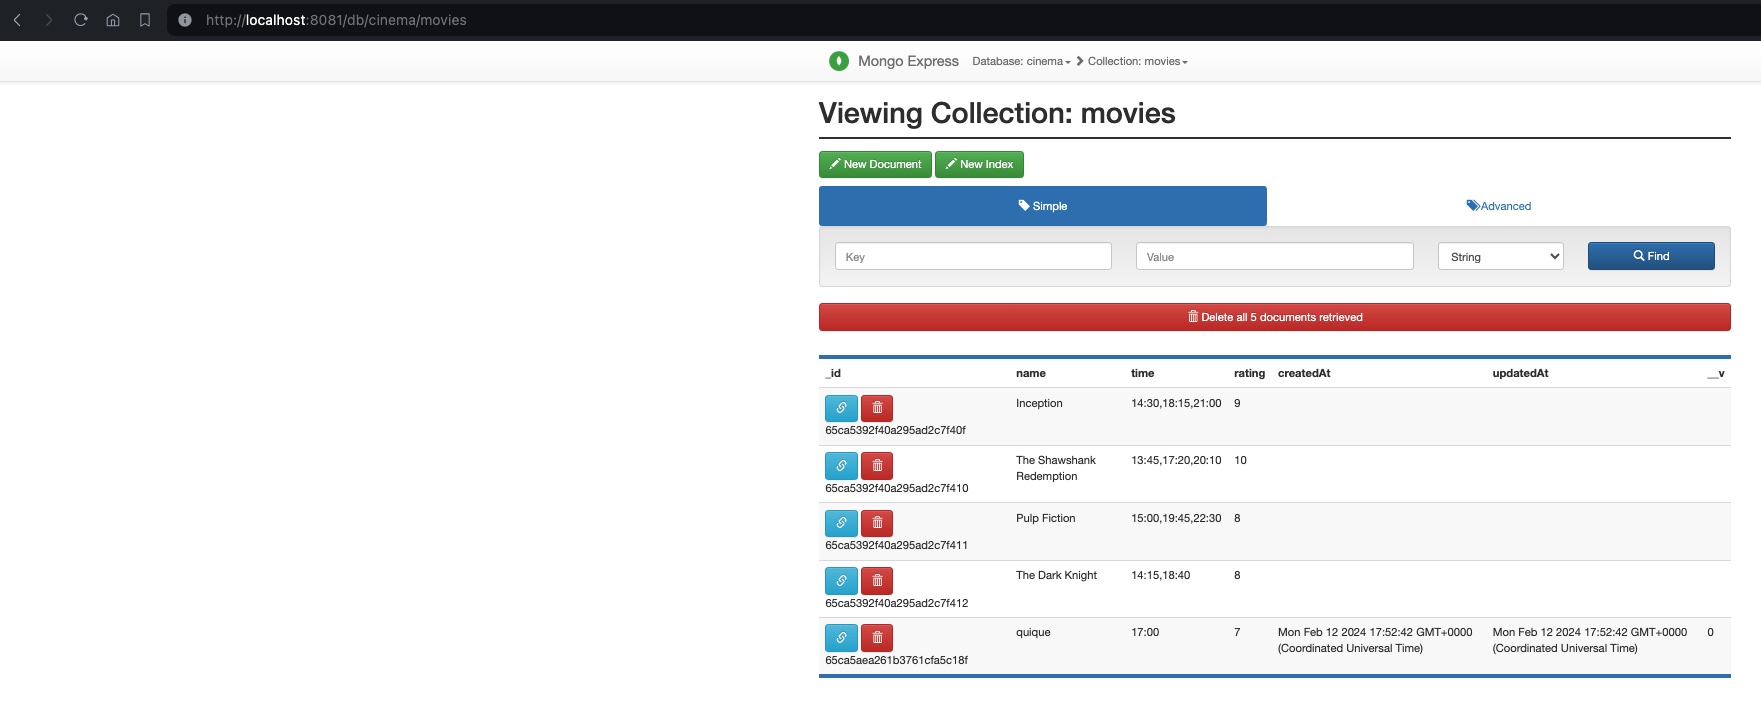 http://localhost:8081/db/cinema/movies
Mongo Express Database: cinema Collection: movies
Viewing Collection: movies
New Document New Index
Simple Advanced
Key Value String Find
Delete all 5 documents retrieved
_id name time rating createdAt updatedAt __v
Inception 14:30,18:15,21:00 9
65ca5392f40a295ad2c7f40f
The Shawshank 13:45,17:20,20:10 10
Redemption
65ca5392f40a295ad2c7f410
Pulp Fiction 15:00,19:45,22:30 8
65ca5392f40a295ad2c7f411
The Dark Knight 14:15,18:40 8
65ca5392f40a295ad2c7f412
quique 17:00 7 Mon Feb 12 2024 17:52:42 GMT+0000 Mon Feb 12 2024 17:52:42 GMT+0000 0
(Coordinated Universal Time) (Coordinated Universal Time)
65ca5aea261b3761cfa5c18f